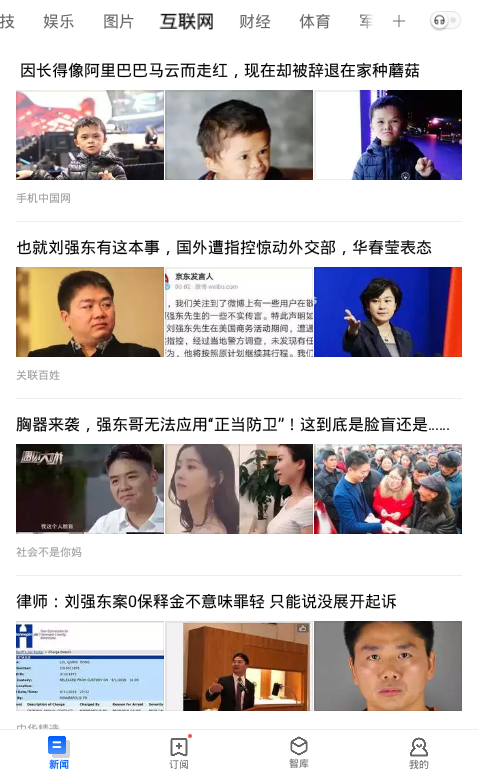 技 娱乐 图片 互联网 财经 体育
因长得像阿里巴巴马云而走红，现在却被辞退在家种蘑菇
手机中国网
也就刘强东有这本事，国外遭指控惊动外交部，华春莹表态
京东发言人
，我们关注到了微博上有一些用户在散
强东先生的一些不实传言。特此声明如
刘强东先生在美国商务活动期间，遭遇
指控，经过当地警方调查，未发现有任
为，他将按照原计划继续其行程。我们
关联百姓
胸器来袭，强东哥无法应用“正当防卫”！这到底是脸盲还是......
我这个人脸盲
社会不是你妈
律师：刘强东案0保释金不意味罪轻 只能说没展开起诉
新闻 订阅 智库 我的